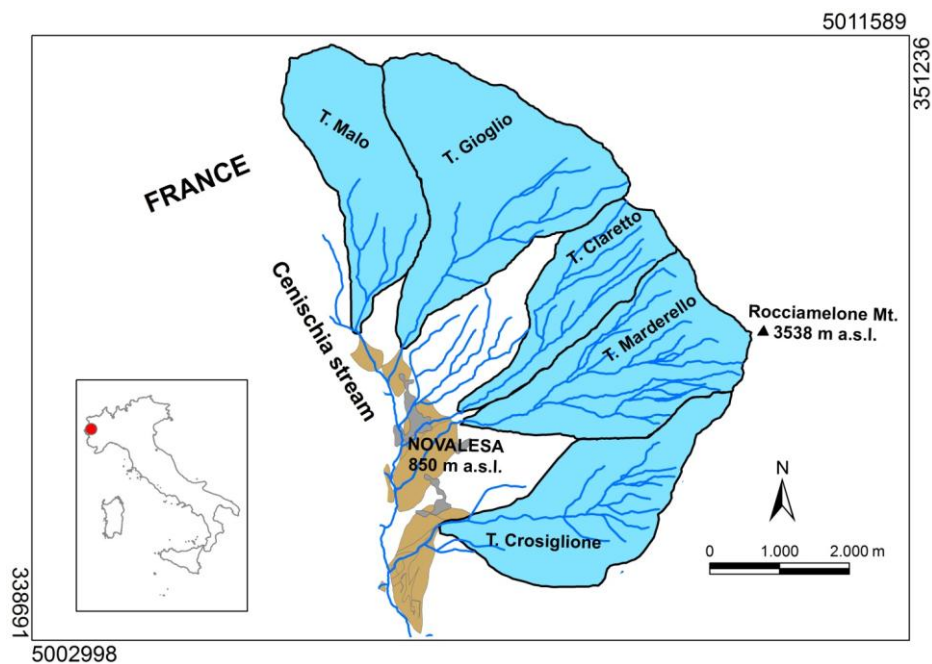 5011589
351236
T. Malo
T. Gioglio
FRANCE
T. Claretto
Cenischia stream
Rocciamelone Mt.
3538 m a.s.l.
T. Marderello
NOVALESA
850 m a.s.l.
N
T. Crosiglione
0 1.000 2.000 m
338691
5002998